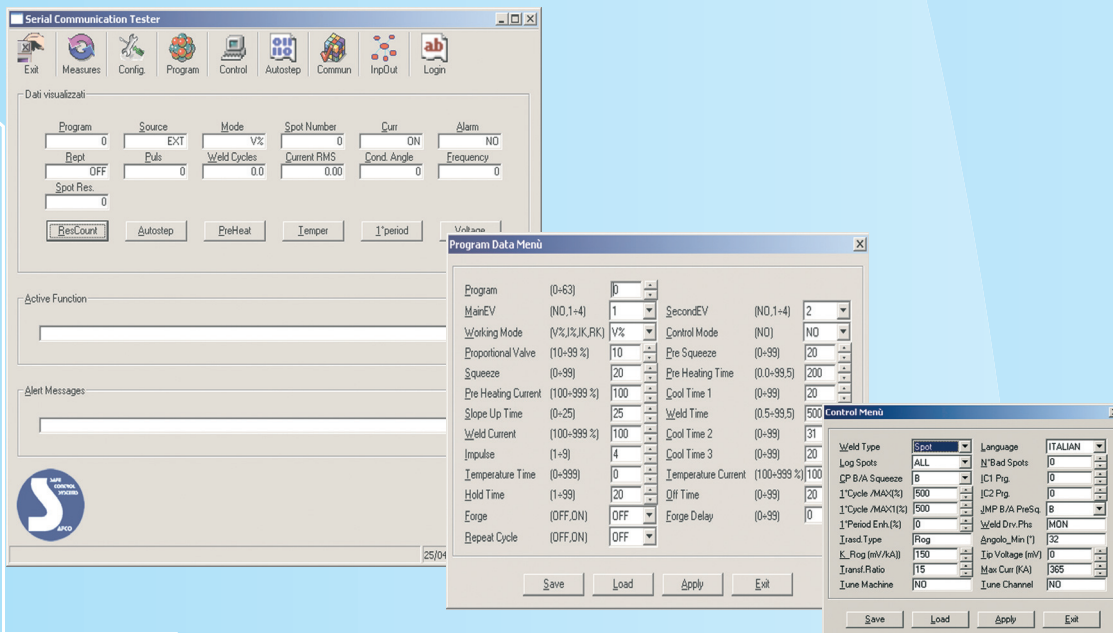 Serial Communication Tester
Exit Measures Config. Program Control Autostep Commun InpOut Login
Dati visualizzati
Program Source Mode Spot Number Curr Alarm
0 EXT V% 0 ON NO
Rept Puls Weld Cycles Current RMS Cond. Angle Frequency
OFF 0 0.0 0.00 0 0
Spot Res.
0
ResCount Autostep PreHeat Temper 1°period Voltage
Active Function
Alert Messages
SAFE CONTROL SYSTEMS
APCO
25/04
Program Data Menù
Program (0÷63) 0
MainEV (NO,1÷4) 1 SecondEV (NO,1÷4) 2
Working Mode (V%,I%,IK,RK) V% Control Mode (NO) NO
Proportional Valve (10÷99 %) 10 Pre Squeeze (0÷99) 20
Squeeze (0÷99) 20 Pre Heating Time (0.0÷99,5) 200
Pre Heating Current (100÷999 %) 100 Cool Time 1 (0÷99) 20
Slope Up Time (0÷25) 25 Weld Time (0.5÷99,5) 500
Weld Current (100÷999 %) 100 Cool Time 2 (0÷99) 31
Impulse (1÷9) 4 Cool Time 3 (0÷99) 20
Temperature Time (0÷999) 0 Temperature Current (100÷999 %) 100
Hold Time (1÷99) 20 Off Time (0÷99) 20
Forge (OFF,ON) OFF Forge Delay (0÷99) 0
Repeat Cycle (OFF,ON) OFF
Save Load Apply Exit
Control Menù
Weld Type Spot Language ITALIAN
Log Spots ALL N°Bad Spots 0
CP B/A Squeeze B IC1 Prg. 0
1°Cycle /MAX(%) 500 IC2 Prg. 0
1°Cycle /MAX1(%) 500 JMP B/A PreSq. B
1°Period Enh.(%) 0 Weld Drv.Phs MON
Trasd.Type Rog Angolo_Min (°) 32
K_Rog (mV/kA)) 150 Tip Voltage (mV) 0
Transf.Ratio 15 Max Curr (KA) 365
Tune Machine NO Tune Channel NO
Save Load Apply Exit